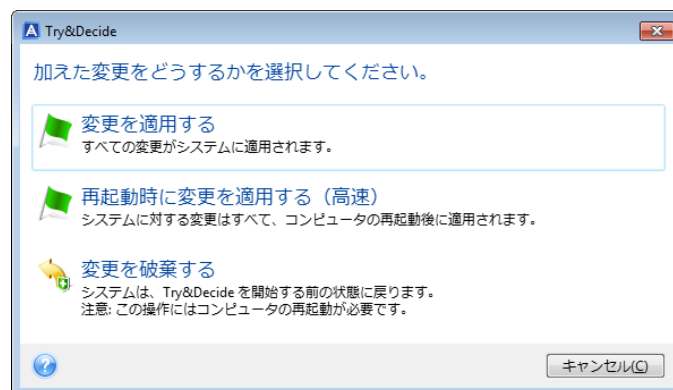 Try&Decide
加えた変更をどうするかを選択してください。
変更を適用する
すべての変更がシステムに適用されます。
再起動時に変更を適用する（高速）
システムに対する変更はすべて、コンピュータの再起動後に適用されます。
変更を破棄する
システムは、Try&Decide を開始する前の状態に戻ります。
注意: この操作にはコンピュータの再起動が必要です。
キャンセル(C)